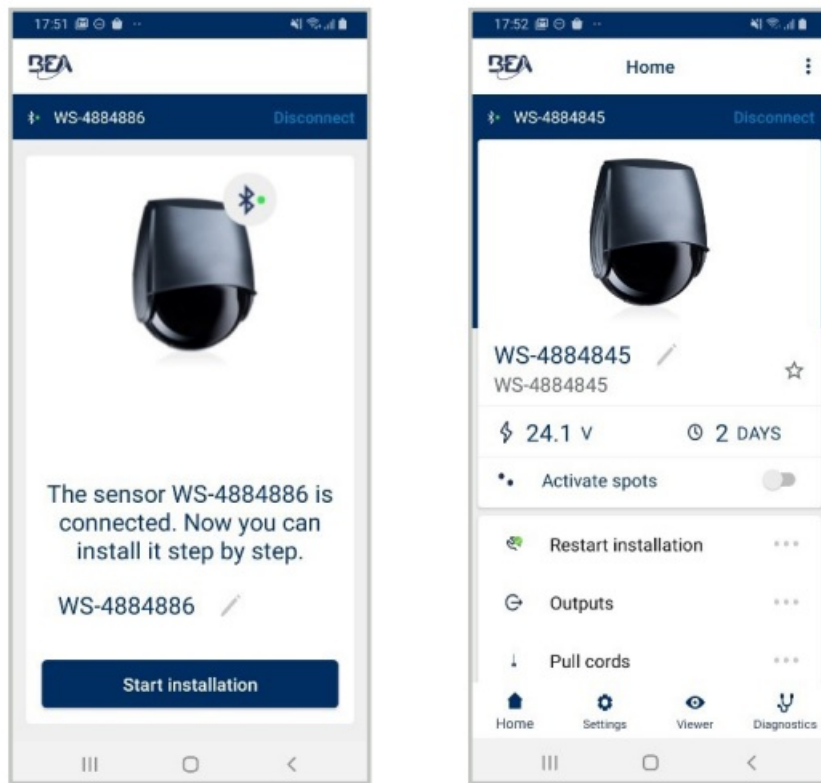 17:51
BEA
WS-4884886
Disconnect
The sensor WS-4884886 is
connected. Now you can
install it step by step.
WS-4884886
Start installation
17:52
BEA
Home
WS-4884845
Disconnect
WS-4884845
WS-4884845
24.1 V
2 DAYS
Activate spots
Restart installation
Outputs
Pull cords
Home
Settings
Viewer
Diagnostics